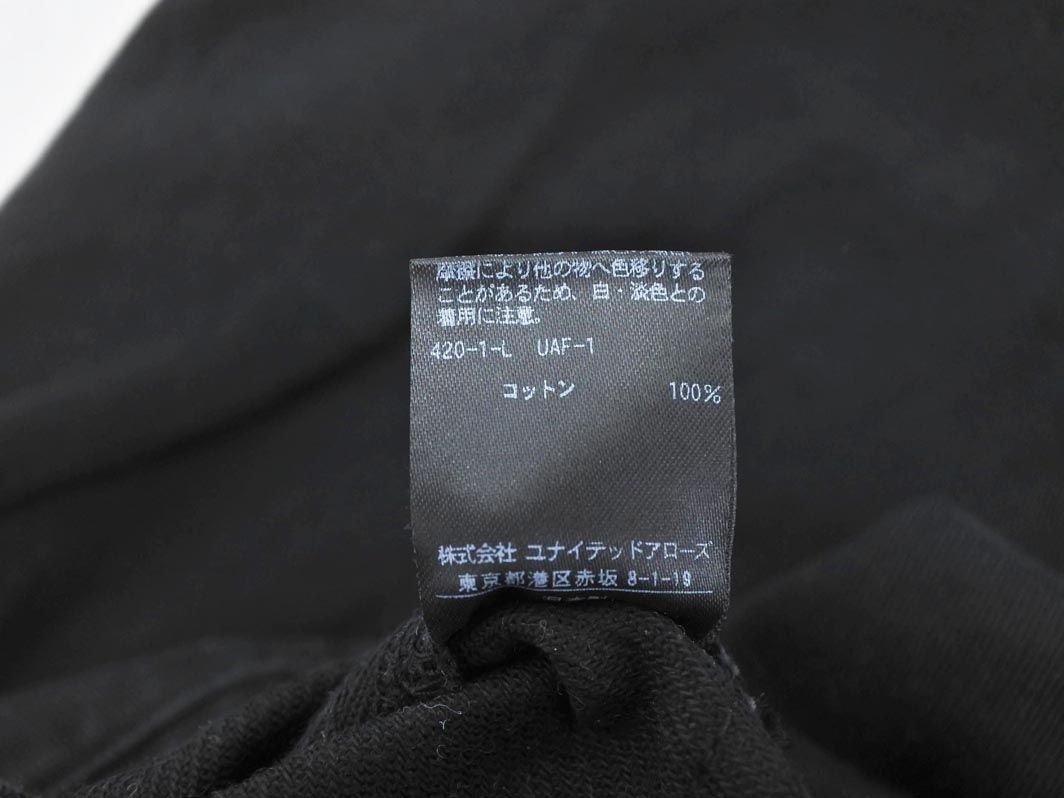 摩擦により他の物へ色移りする
ことがあるため、白・淡色との
着用に注意。
420-1-L UAF-1
コットン 100%
株式会社 ユナイテッドアローズ
東京都港区赤坂 8-1-19